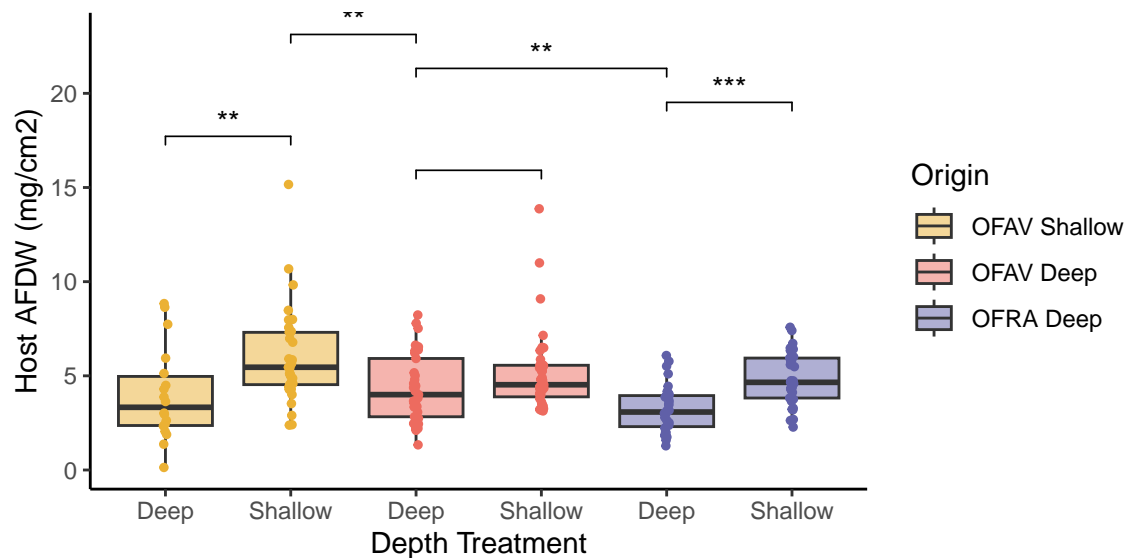 **
**
20
***
**
15
Origin
OFAV Shallow
OFAV Deep
OFRA Deep
10
5
0
Host AFDW (mg/cm2)
Deep Shallow Deep Shallow Deep Shallow
Depth Treatment